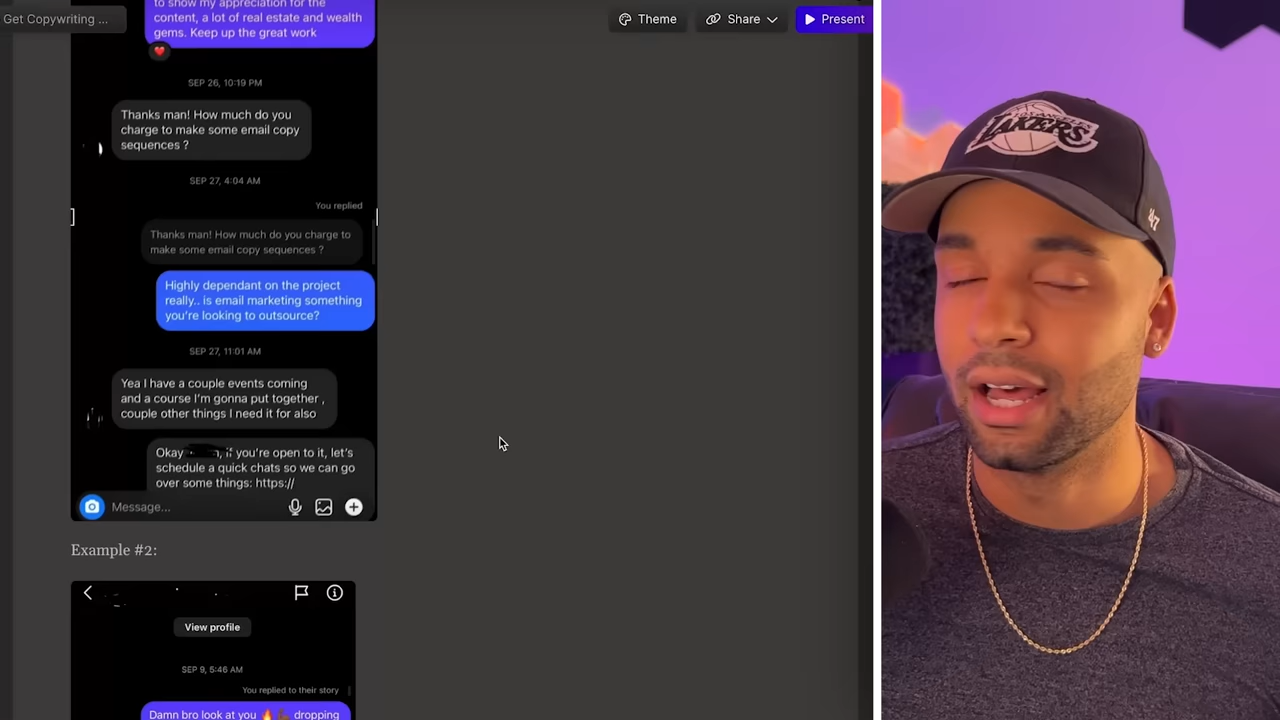 Get Copywriting ...
Theme
Share
Present
to show my appreciation for the
content, a lot of real estate and wealth
gems. Keep up the great work
SEP 26, 10:19 PM
Thanks man! How much do you
charge to make some email copy
sequences ?
SEP 27, 4:04 AM
You replied
Thanks man! How much do you charge to
make some email copy sequences ?
Highly dependant on the project
really.. is email marketing something
you're looking to outsource?
SEP 27, 11:01 AM
Yea I have a couple events coming
and a course I'm gonna put together ,
couple other things I need it for also
Okay if you're open to it, let's
schedule a quick chats so we can go
over some things: https://
Message...
Example #2:
View profile
SEP 9, 5:46 AM
You replied to their story
Damn bro look at you 🔥 dropping
LOS ANGELES
LAKERS
47